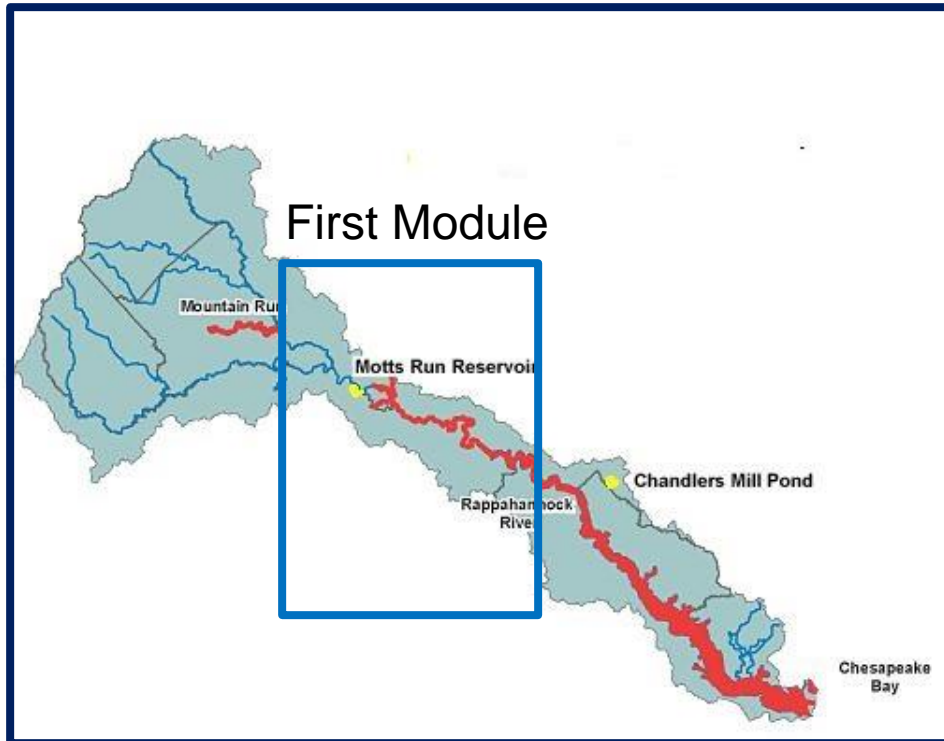 First Module
Mountain Run
Motts Run Reservoir
Chandlers Mill Pond
Rappahannock
River
Chesapeake
Bay